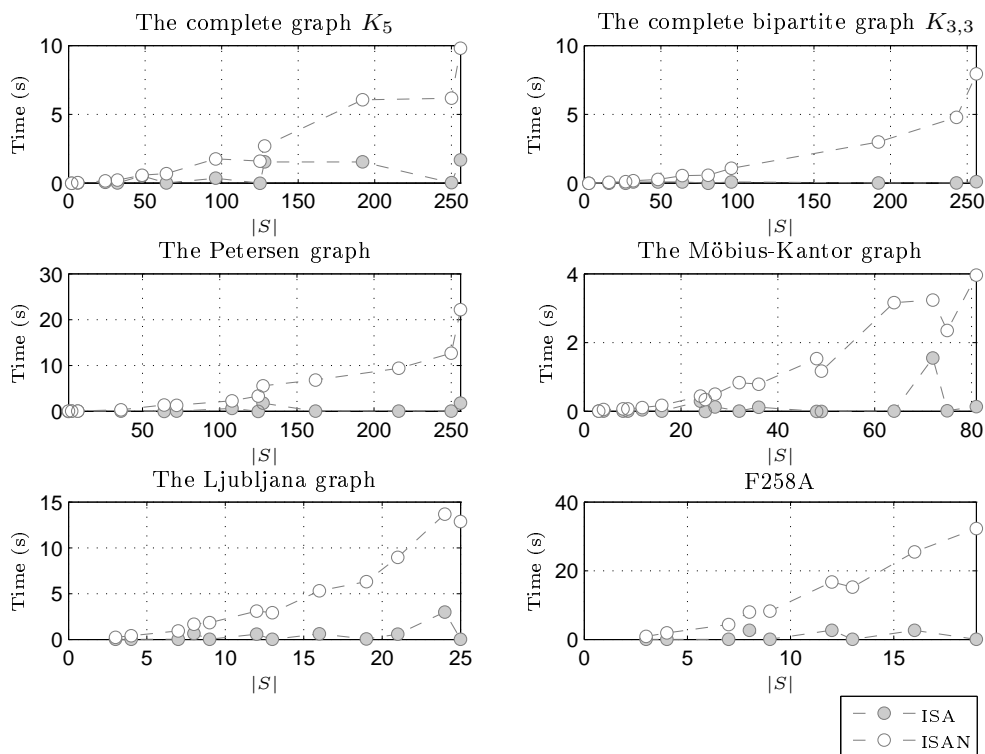 The complete graph K5
Time (s)
10
5
0
0 50 100 150 200 250
|S|
The complete bipartite graph K3,3
Time (s)
10
5
0
0 50 100 150 200 250
|S|
The Petersen graph
Time (s)
30
20
10
0
0 50 100 150 200 250
|S|
The Möbius-Kantor graph
Time (s)
4
2
0
0 20 40 60 80
|S|
The Ljubljana graph
Time (s)
15
10
5
0
0 5 10 15 20 25
|S|
F258A
Time (s)
40
20
0
0 5 10 15
|S|
ISA
ISAN